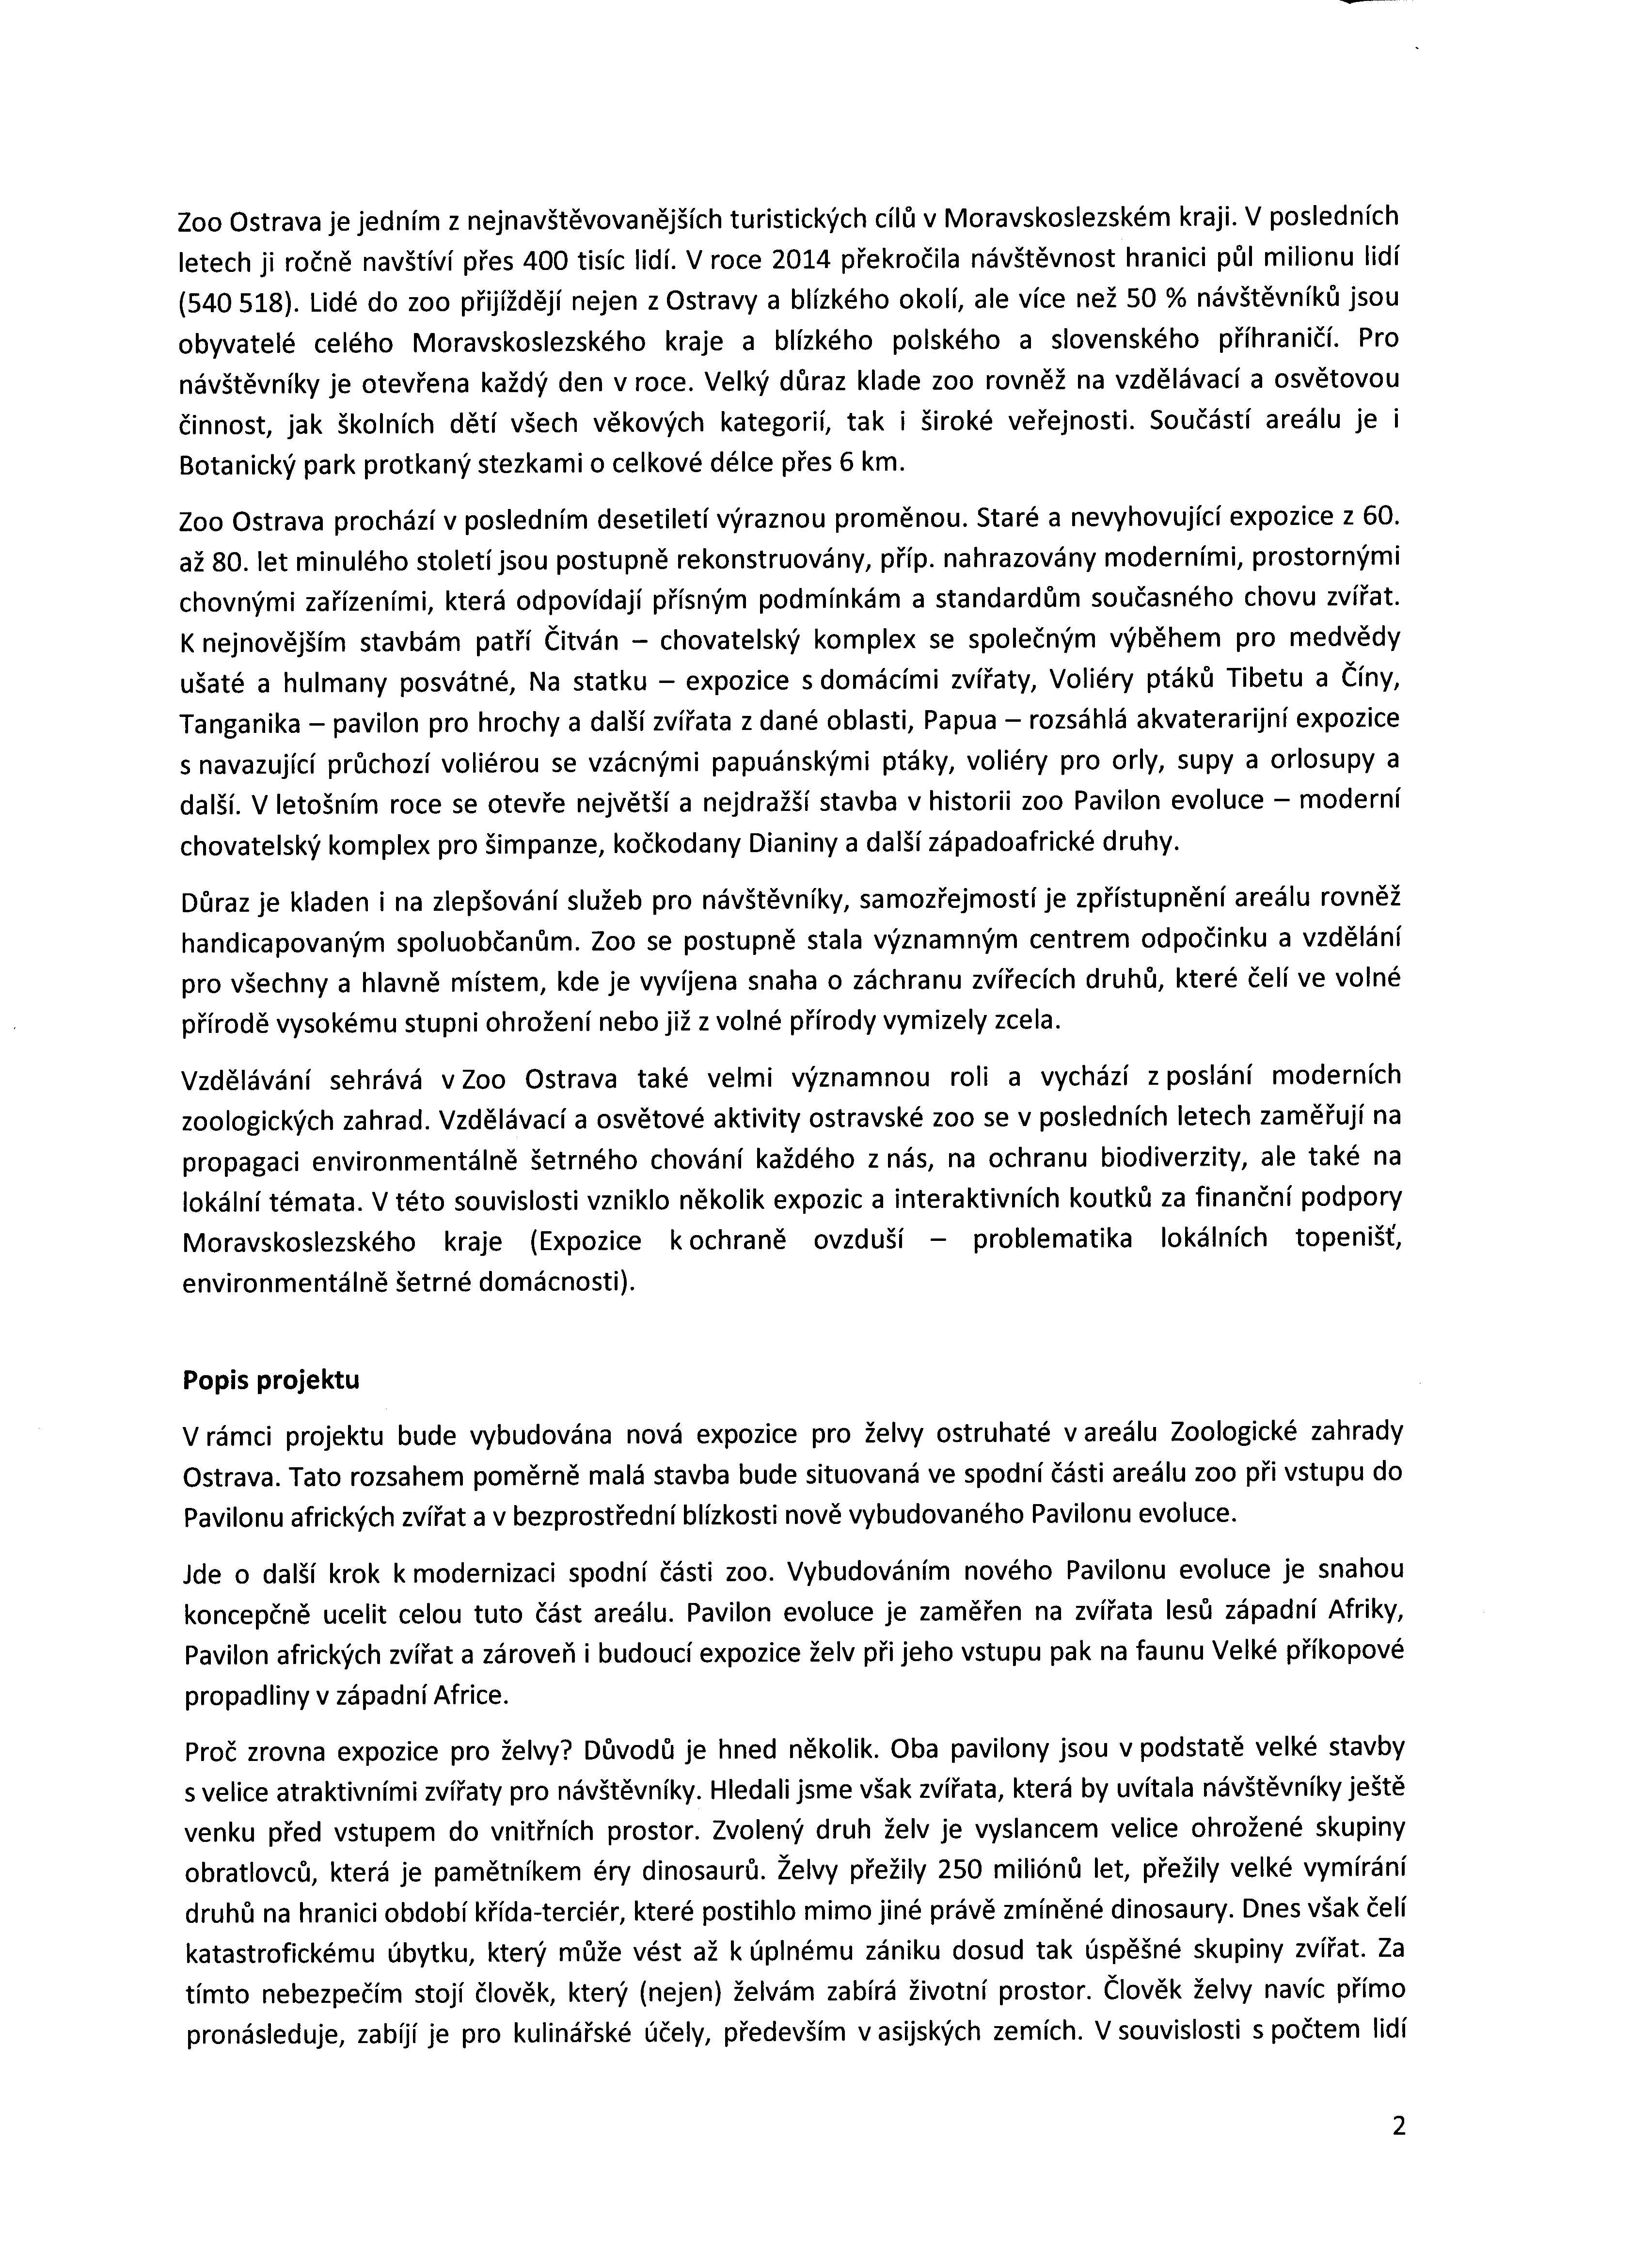 Zoo Ostrava je jedním z nejnavštěvovanějších turistických cílů v Moravskoslezském kraji. V posledních
letech ji ročně navštíví přes 400 tisíc lidí. V roce 2014 překročila návštěvnost hranici půl milionu lidí
(540 518). Lidé do zoo přijíždějí nejen z Ostravy a blízkého okolí, ale více než 50 % návštěvníků jsou
obyvatelé celého Moravskoslezského kraje a blízkého polského a slovenského příhraničí. Pro
návštěvníky je otevřena každý den v roce. Velký důraz klade zoo rovněž na vzdělávací a osvětovou
činnost, jak školních dětí všech věkových kategorií, tak i široké veřejnosti. Součástí areálu je i
Botanický park protkaný stezkami o celkové délce přes 6 km.
Zoo Ostrava prochází v posledním desetiletí výraznou proměnou. Staré a nevyhovující expozice z 60.
až 80. let minulého století jsou postupně rekonstruovány, příp. nahrazovány moderními, prostornými
chovnými zařízeními, která odpovídají přísným podmínkám a standardům současného chovu zvířat.
K nejnovějším stavbám patří Čitván – chovatelský komplex se společným výběhem pro medvědy
ušaté a hulmany posvátné, Na statku – expozice s domácími zvířaty, Voliéry ptáků Tibetu a Číny,
Tanganika – pavilon pro hrochy a další zvířata z dané oblasti, Papua – rozsáhlá akvaterarijní expozice
s navazující průchozí voliérou se vzácnými papuánskými ptáky, voliéry pro orly, supy a orlosupy a
další. V letošním roce se otevře největší a nejdražší stavba v historii zoo Pavilon evoluce – moderní
chovatelský komplex pro šimpanze, kočkodany Dianiny a další západoafrické druhy.
Důraz je kladen i na zlepšování služeb pro návštěvníky, samozřejmostí je zpřístupnění areálu rovněž
handicapovaným spoluobčanům. Zoo se postupně stala významným centrem odpočinku a vzdělání
pro všechny a hlavně místem, kde je vyvíjena snaha o záchranu zvířecích druhů, které čelí ve volné
přírodě vysokému stupni ohrožení nebo již z volné přírody vymizely zcela.
Vzdělávání sehrává v Zoo Ostrava také velmi významnou roli a vychází z poslání moderních
zoologických zahrad. Vzdělávací a osvětové aktivity ostravské zoo se v posledních letech zaměřují na
propagaci environmentálně šetrného chování každého z nás, na ochranu biodiverzity, ale také na
lokální témata. V této souvislosti vzniklo několik expozic a interaktivních koutků za finanční podpory
Moravskoslezského kraje (Expozice k ochraně ovzduší – problematika lokálních topenišť,
environmentálně šetrné domácnosti).
Popis projektu
V rámci projektu bude vybudována nová expozice pro želvy ostruhaté v areálu Zoologické zahrady
Ostrava. Tato rozsahem poměrně malá stavba bude situovaná ve spodní části areálu zoo při vstupu do
Pavilonu afrických zvířat a v bezprostřední blízkosti nově vybudovaného Pavilonu evoluce.
Jde o další krok k modernizaci spodní části zoo. Vybudováním nového Pavilonu evoluce je snahou
koncepčně ucelit celou tuto část areálu. Pavilon evoluce je zaměřen na zvířata lesů západní Afriky,
Pavilon afrických zvířat a zároveň i budoucí expozice želv při jeho vstupu pak na faunu Velké příkopové
propadliny v západní Africe.
Proč zrovna expozice pro želvy? Důvodů je hned několik. Oba pavilony jsou v podstatě velké stavby
s velice atraktivními zvířaty pro návštěvníky. Hledali jsme však zvířata, která by uvítala návštěvníky ještě
venku před vstupem do vnitřních prostor. Zvolený druh želv je vyslancem velice ohrožené skupiny
obratlovců, která je pamětníkem éry dinosaurů. Želvy přežily 250 miliónů let, přežily velké vymírání
druhů na hranici období křída-terciér, které postihlo mimo jiné právě zmíněné dinosaury. Dnes však čelí
katastrofickému úbytku, který může vést až k úplnému zániku dosud tak úspěšné skupiny zvířat. Za
tímto nebezpečím stojí člověk, který (nejen) želvám zabírá životní prostor. Člověk želvy navíc přímo
pronásleduje, zabíjí je pro kulinářské účely, především v asijských zemích. V souvislosti s počtem lidí
2